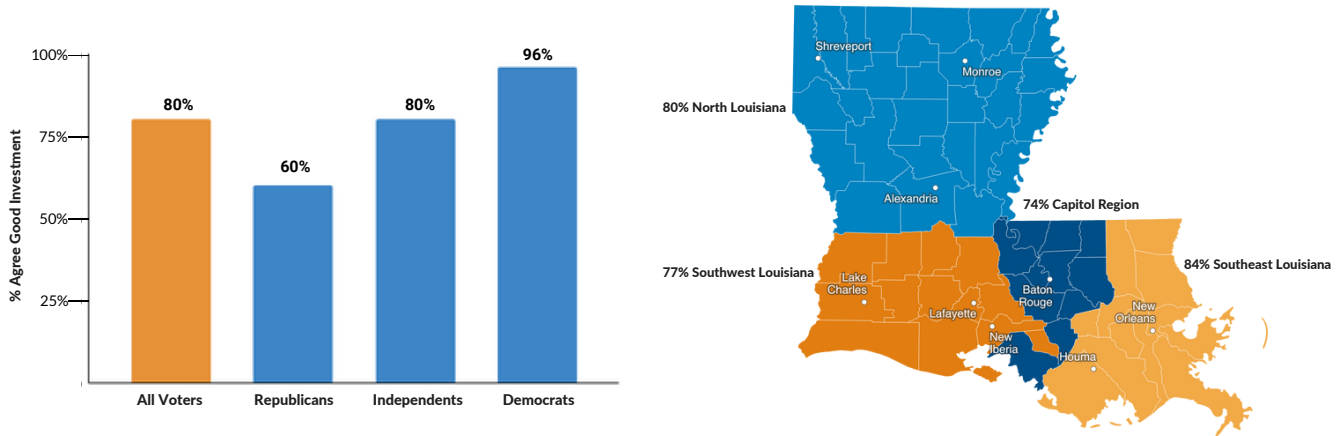 % Agree Good Investment
100%
75%
50%
25%
80%
60%
80%
96%
All Voters
Republicans
Independents
Democrats
Shreveport
Monroe
80% North Louisiana
Alexandria
74% Capitol Region
77% Southwest Louisiana
84% Southeast Louisiana
Lake
Charles
Baton
Rouge
Lafayette
New
Orleans
New
Iberia
Houma